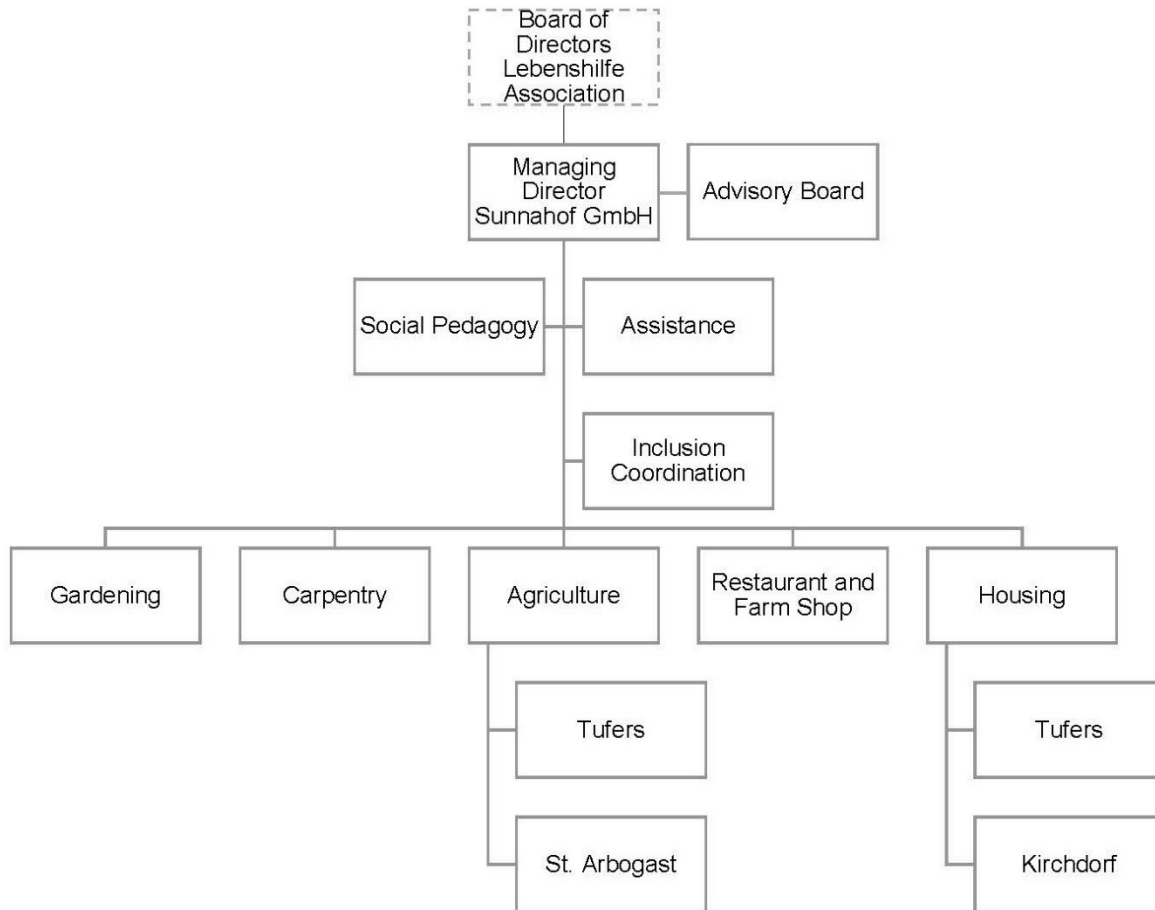 Board of
Directors
Lebenshilfe
Association
Managing
Director
Sunnahof GmbH
Advisory Board
Social Pedagogy
Assistance
Inclusion
Coordination
Gardening
Carpentry
Agriculture
Restaurant and
Farm Shop
Housing
Tufers
Tufers
St. Arbogast
Kirchdorf